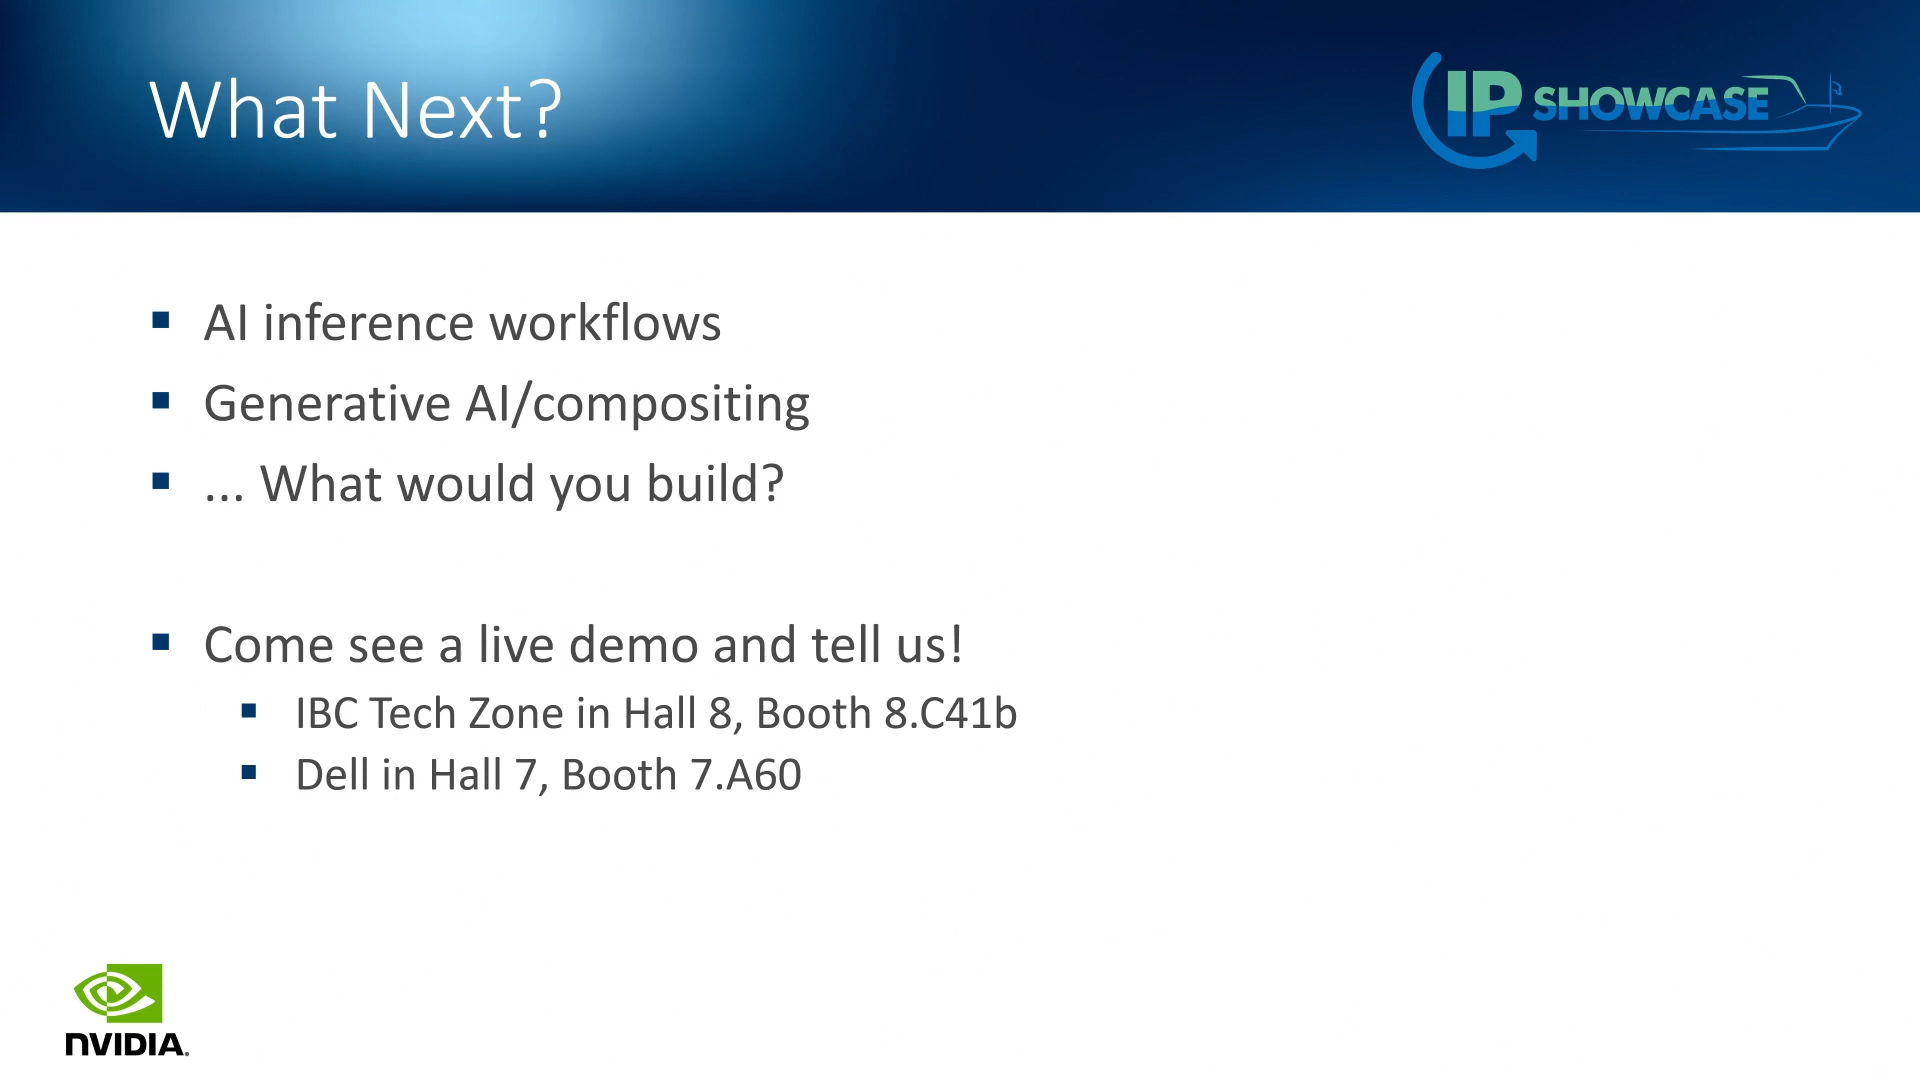 What Next?
IP SHOWCASE
AI inference workflows
Generative AI/compositing
... What would you build?
Come see a live demo and tell us!
IBC Tech Zone in Hall 8, Booth 8.C41b
Dell in Hall 7, Booth 7.A60
NVIDIA.